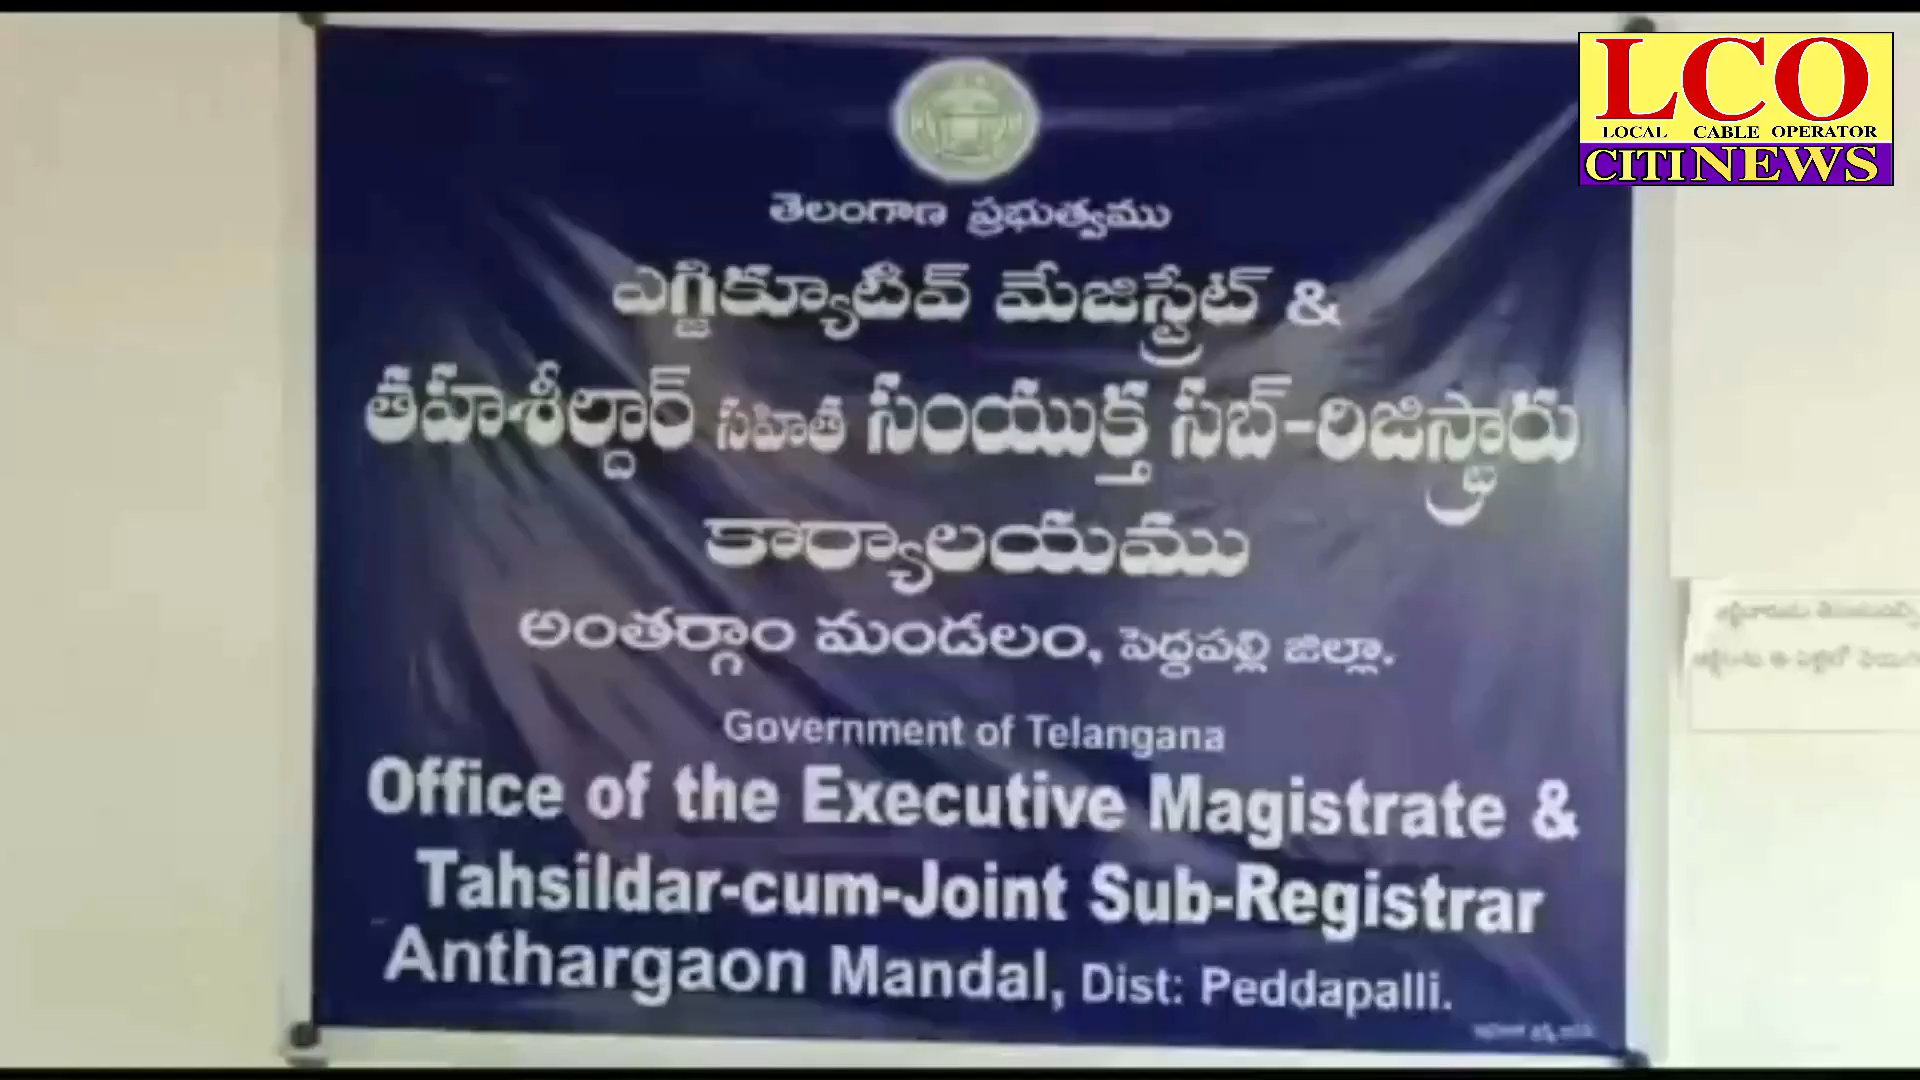 LCO
LOCAL CABLE OPERATOR
CITINEWS
తెలంగాణ ప్రభుత్వము
ఎగ్జిక్యూటీవ్ మేజిస్ట్రేట్ &
తహశీల్దార్ సహిత సంయుక్త సబ్-రిజిస్ట్రారు
కార్యాలయము
అంతర్గాం మండలం, పెద్దపల్లి జిల్లా.
Government of Telangana
Office of the Executive Magistrate &
Tahsildar-cum-Joint Sub-Registrar
Anthargaon Mandal, Dist: Peddapalli.